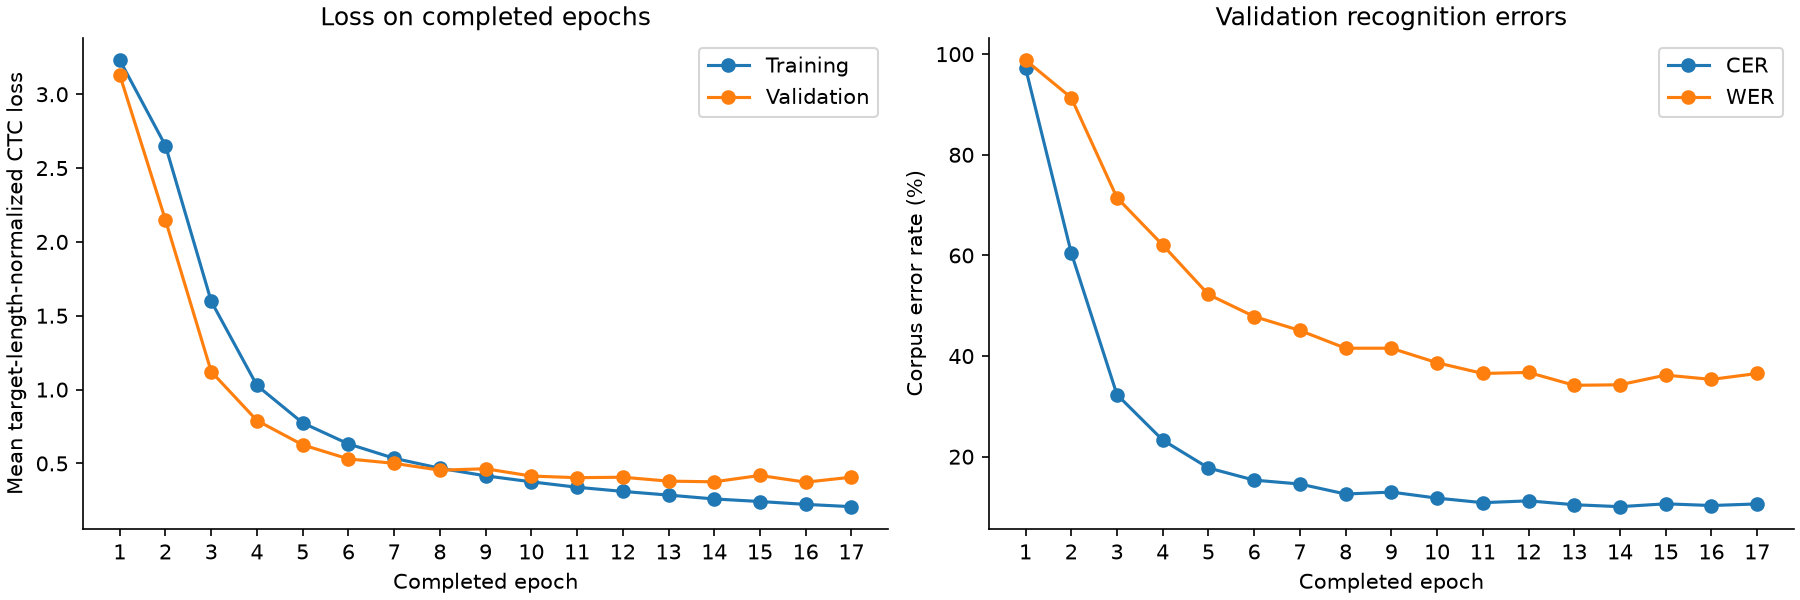 Loss on completed epochs
Mean target-length-normalized CTC loss
3.0
2.5
2.0
1.5
1.0
0.5
Training
Validation
1 2 3 4 5 6 7 8 9 10 11 12 13 14 15 16 17
Completed epoch
Validation recognition errors
Corpus error rate (%)
100
80
60
40
20
CER
WER
1 2 3 4 5 6 7 8 9 10 11 12 13 14 15 16 17
Completed epoch